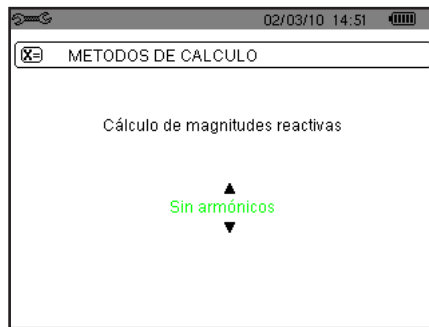 02/03/10 14:51
X= METODOS DE CALCULO
Cálculo de magnitudes reactivas
Sin armónicos